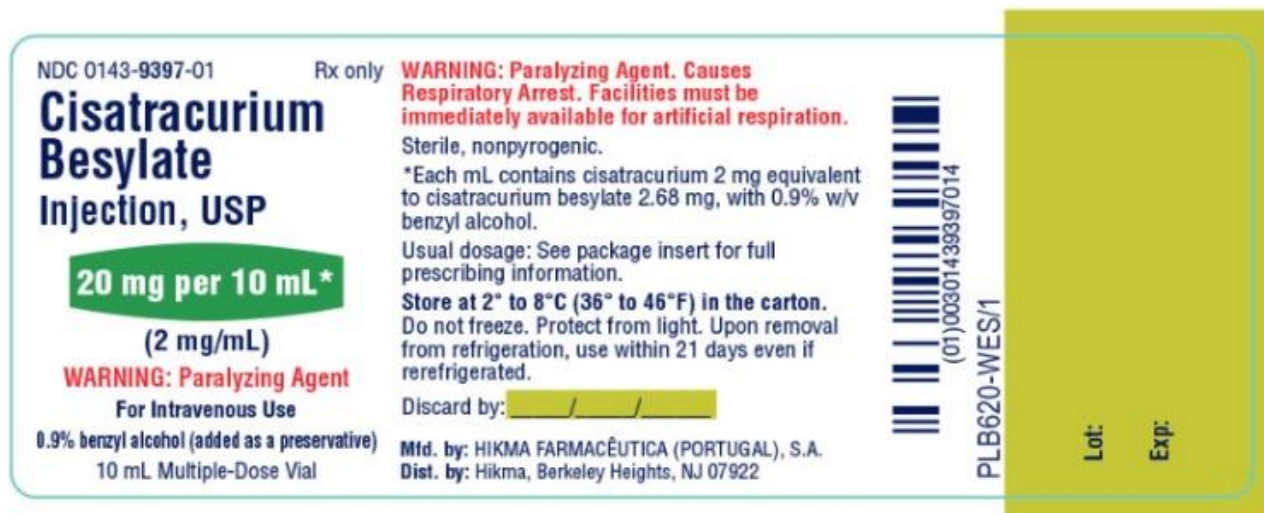 NDC 0143-9397-01 Rx only
Cisatracurium
Besylate
Injection, USP
20 mg per 10 mL*
(2 mg/mL)
WARNING: Paralyzing Agent
For Intravenous Use
0.9% benzyl alcohol (added as a preservative)
10 mL Multiple-Dose Vial
WARNING: Paralyzing Agent. Causes
Respiratory Arrest. Facilities must be
immediately available for artificial respiration.
Sterile, nonpyrogenic.
*Each mL contains cisatracurium 2 mg equivalent
to cisatracurium besylate 2.68 mg, with 0.9% w/v
benzyl alcohol.
Usual dosage: See package insert for full
prescribing information.
Store at 2° to 8°C (36° to 46°F) in the carton.
Do not freeze. Protect from light. Upon removal
from refrigeration, use within 21 days even if
rerefrigerated.
Discard by: _____/_____/______
Mfd. by: HIKMA FARMACÊUTICA (PORTUGAL), S.A.
Dist. by: Hikma, Berkeley Heights, NJ 07922
(01)00301439397014
PLB620-WES/1
Lot:
Exp: